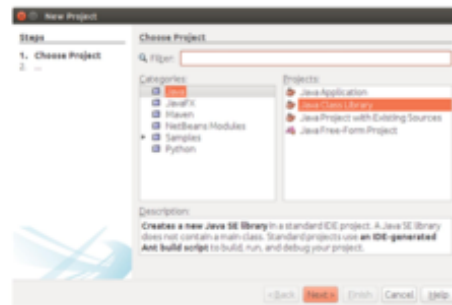 New Project
Steps
1. Choose Project
2. ...
Choose Project
Filter:
Categories:
Java
JavaFX
Maven
NetBeans Modules
Samples
Python
Projects:
Java Application
Java Class Library
Java Project with Existing Sources
Java Free-Form Project
Description:
Creates a new Java SE library in a standard IDE project. A Java SE library
does not contain a main class. Standard projects use an IDE-generated
Ant build script to build, run, and debug your project.
< Back Next > Finish Cancel Help